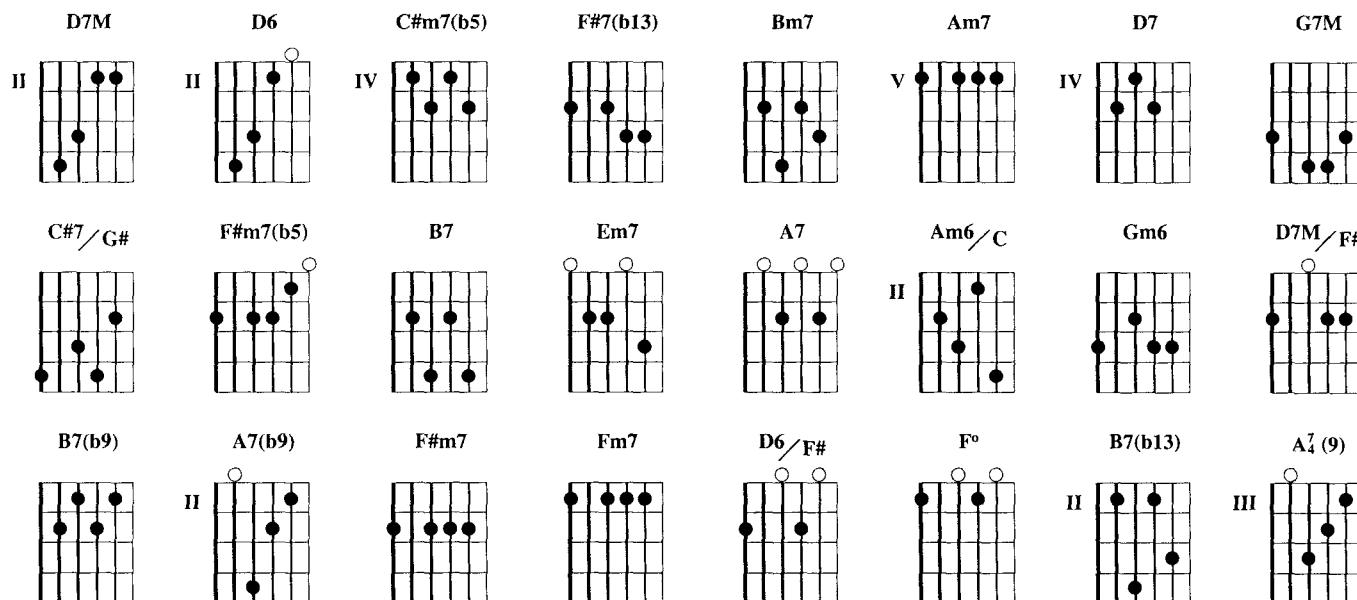 D7M D6 C#m7(b5) F#7(b13) Bm7 Am7 D7 G7M
II II IV V IV
C#7/G# F#m7(b5) B7 Em7 A7 Am6/C Gm6 D7M/F#
II
B7(b9) A7(b9) F#m7 Fm7 D6/F# Fº B7(b13) A7/4 (9)
II II III